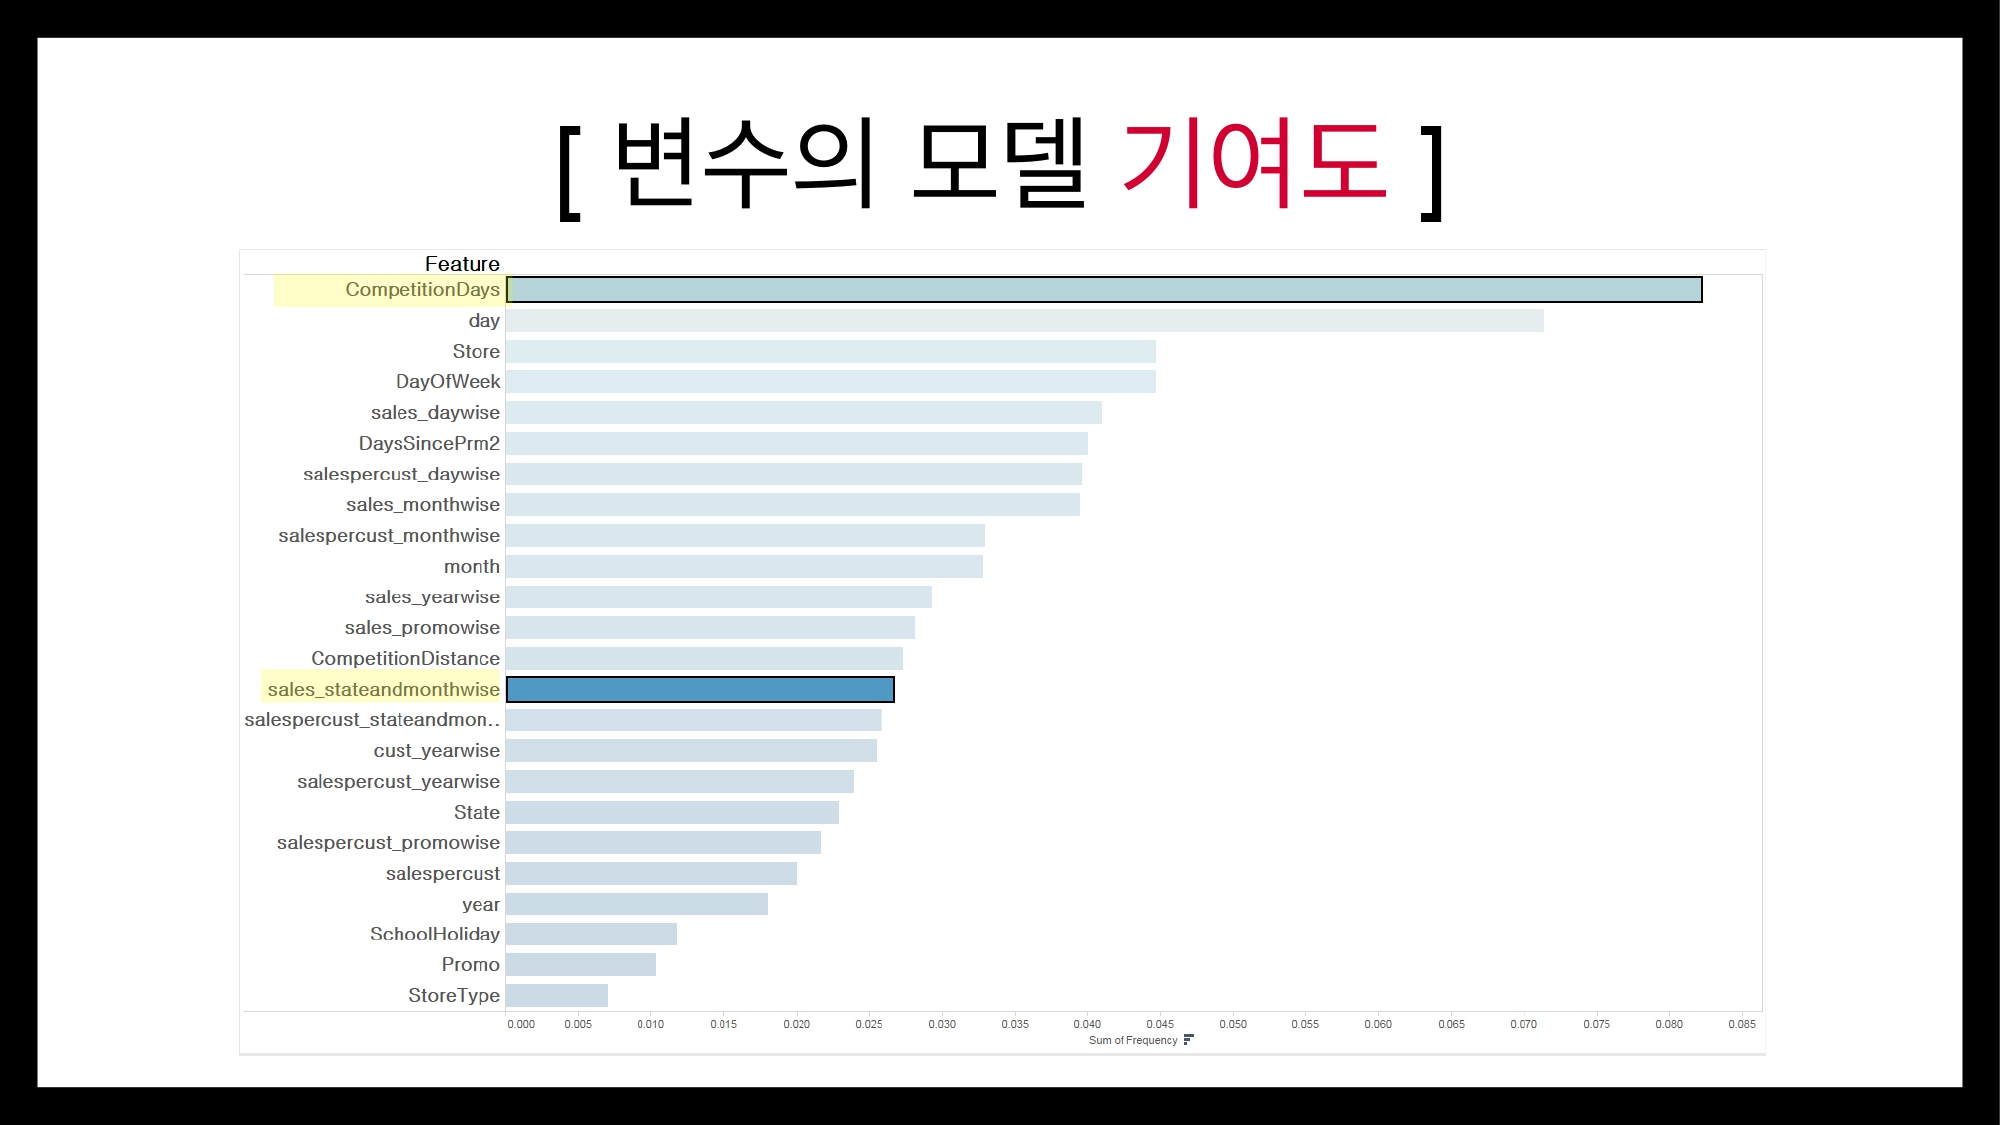 [ 변수의 모델 기여도 ]
Feature
CompetitionDays
day
Store
DayOfWeek
sales_daywise
DaysSincePrm2
salespercust_daywise
sales_monthwise
salespercust_monthwise
month
sales_yearwise
sales_promowise
CompetitionDistance
sales_stateandmonthwise
salespercust_stateandmon..
cust_yearwise
salespercust_yearwise
State
salespercust_promowise
salespercust
year
SchoolHoliday
Promo
StoreType
0.000 0.005 0.010 0.015 0.020 0.025 0.030 0.035 0.040 0.045 0.050 0.055 0.060 0.065 0.070 0.075 0.080 0.085
Sum of Frequency